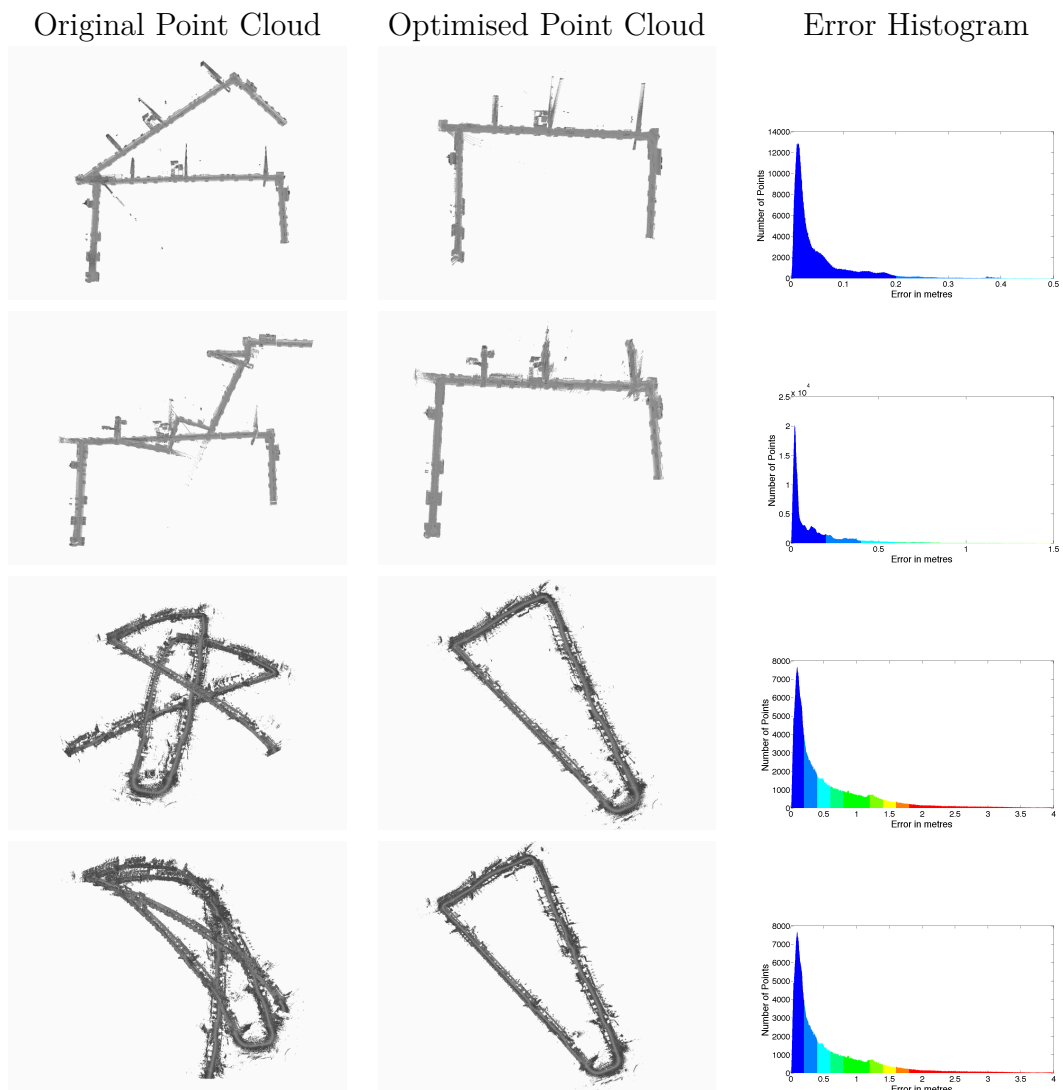 Original Point Cloud
Optimised Point Cloud
Error Histogram
14000
12000
10000
8000
6000
4000
2000
0
Number of Points
0 0.1 0.2 0.3 0.4 0.5
Error in metres
2.5 x 10^4
2
1.5
1
0.5
0
Number of Points
0 0.5 1 1.5
Error in metres
8000
7000
6000
5000
4000
3000
2000
1000
0
Number of Points
0 0.5 1 1.5 2 2.5 3 3.5 4
Error in metres
8000
7000
6000
5000
4000
3000
2000
1000
0
Number of Points
0 0.5 1 1.5 2 2.5 3 3.5 4
Error in metres